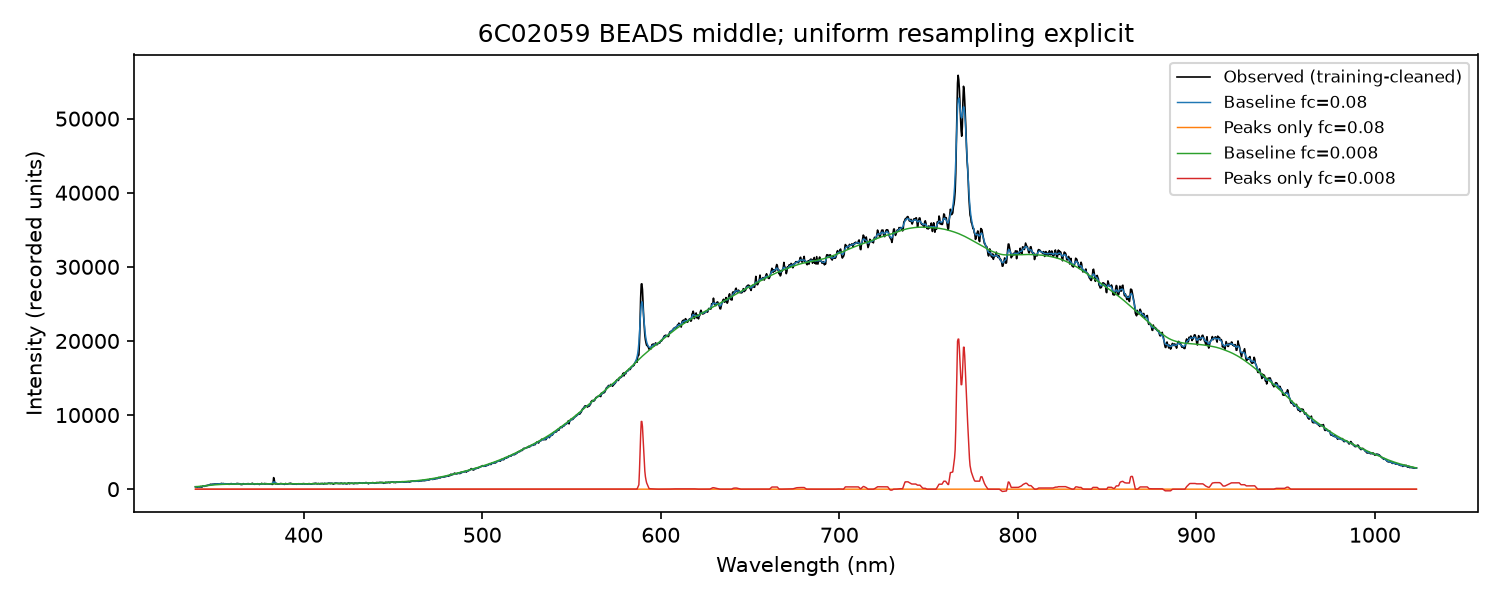 6C02059 BEADS middle; uniform resampling explicit
Observed (training-cleaned)
Baseline fc=0.08
Peaks only fc=0.08
Baseline fc=0.008
Peaks only fc=0.008
Intensity (recorded units)
50000
40000
30000
20000
10000
0
400 500 600 700 800 900 1000
Wavelength (nm)